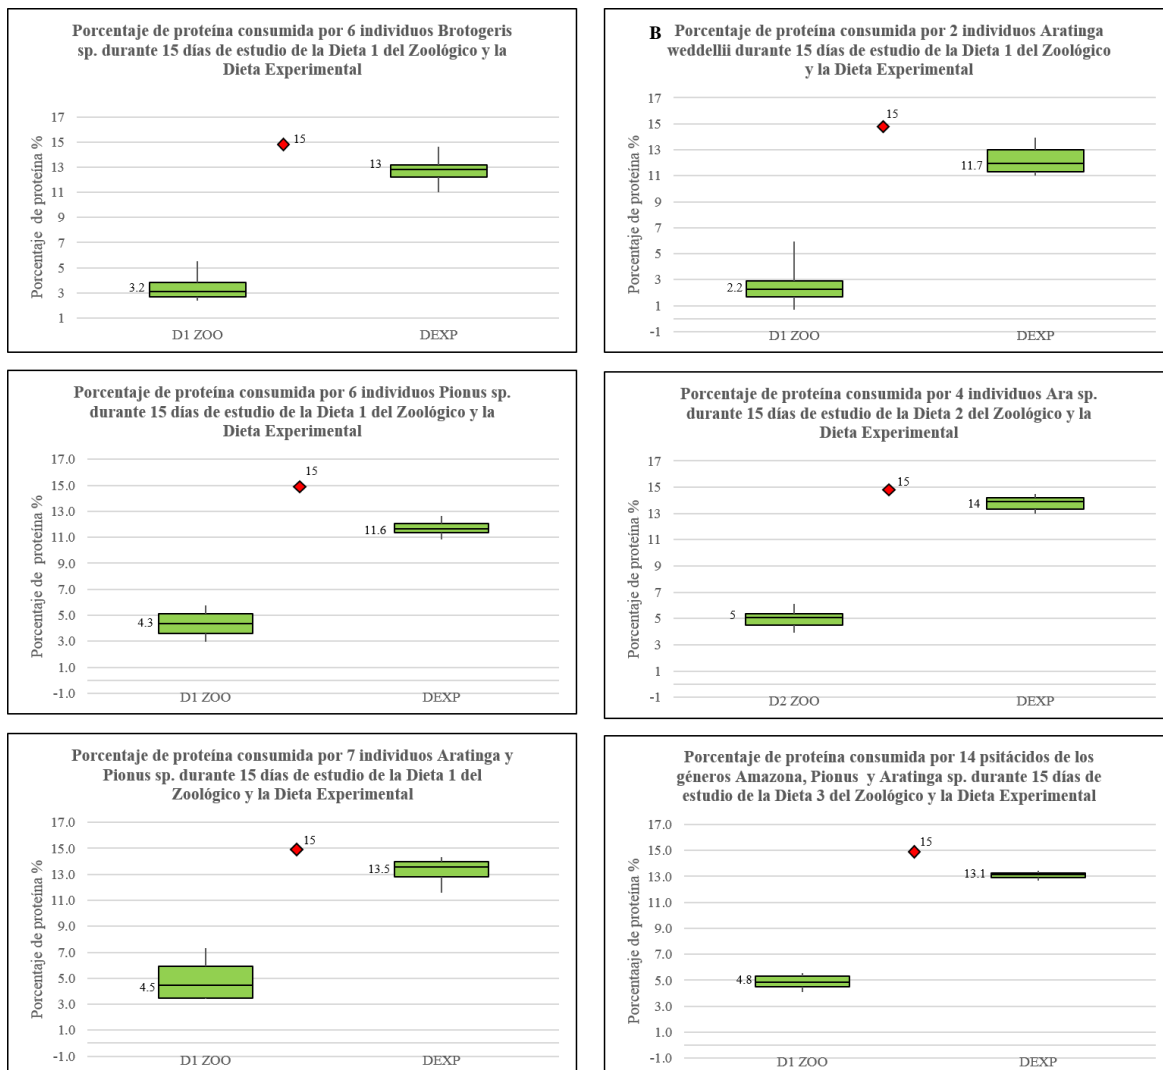 Porcentaje de proteína consumida por 6 individuos Brotogeris
sp. durante 15 días de estudio de la Dieta 1 del Zoológico y la
Dieta Experimental
Porcentaje de proteína %
17
15
13
11
9
7
5
3
1
15
13
3.2
D1 ZOO
DEXP
B Porcentaje de proteína consumida por 2 individuos Aratinga
weddellii durante 15 días de estudio de la Dieta 1 del Zoológico
y la Dieta Experimental
Porcentaje de proteína %
17
15
13
11
9
7
5
3
1
-1
15
11.7
2.2
D1 ZOO
DEXP
Porcentaje de proteína consumida por 6 individuos Pionus sp.
durante 15 días de estudio de la Dieta 1 del Zoológico y la
Dieta Experimental
Porcentaje de proteína %
17.0
15.0
13.0
11.0
9.0
7.0
5.0
3.0
1.0
-1.0
15
11.6
4.3
D1 ZOO
DEXP
Porcentaje de proteína consumida por 4 individuos Ara sp.
durante 15 días de estudio de la Dieta 2 del Zoológico y la
Dieta Experimental
Porcentaje de proteína %
17
15
13
11
9
7
5
3
1
-1
15
14
5
D2 ZOO
DEXP
Porcentaje de proteína consumida por 7 individuos Aratinga y
Pionus sp. durante 15 días de estudio de la Dieta 1 del
Zoológico y la Dieta Experimental
Porcentaje de proteína %
17.0
15.0
13.0
11.0
9.0
7.0
5.0
3.0
1.0
-1.0
15
13.5
4.5
D1 ZOO
DEXP
Porcentaje de proteína consumida por 14 psitácidos de los
géneros Amazona, Pionus y Aratinga sp. durante 15 días de
estudio de la Dieta 3 del Zoológico y la Dieta Experimental
Porcentaaje de proteína %
17.0
15.0
13.0
11.0
9.0
7.0
5.0
3.0
1.0
-1.0
15
13.1
4.8
D1 ZOO
DEXP